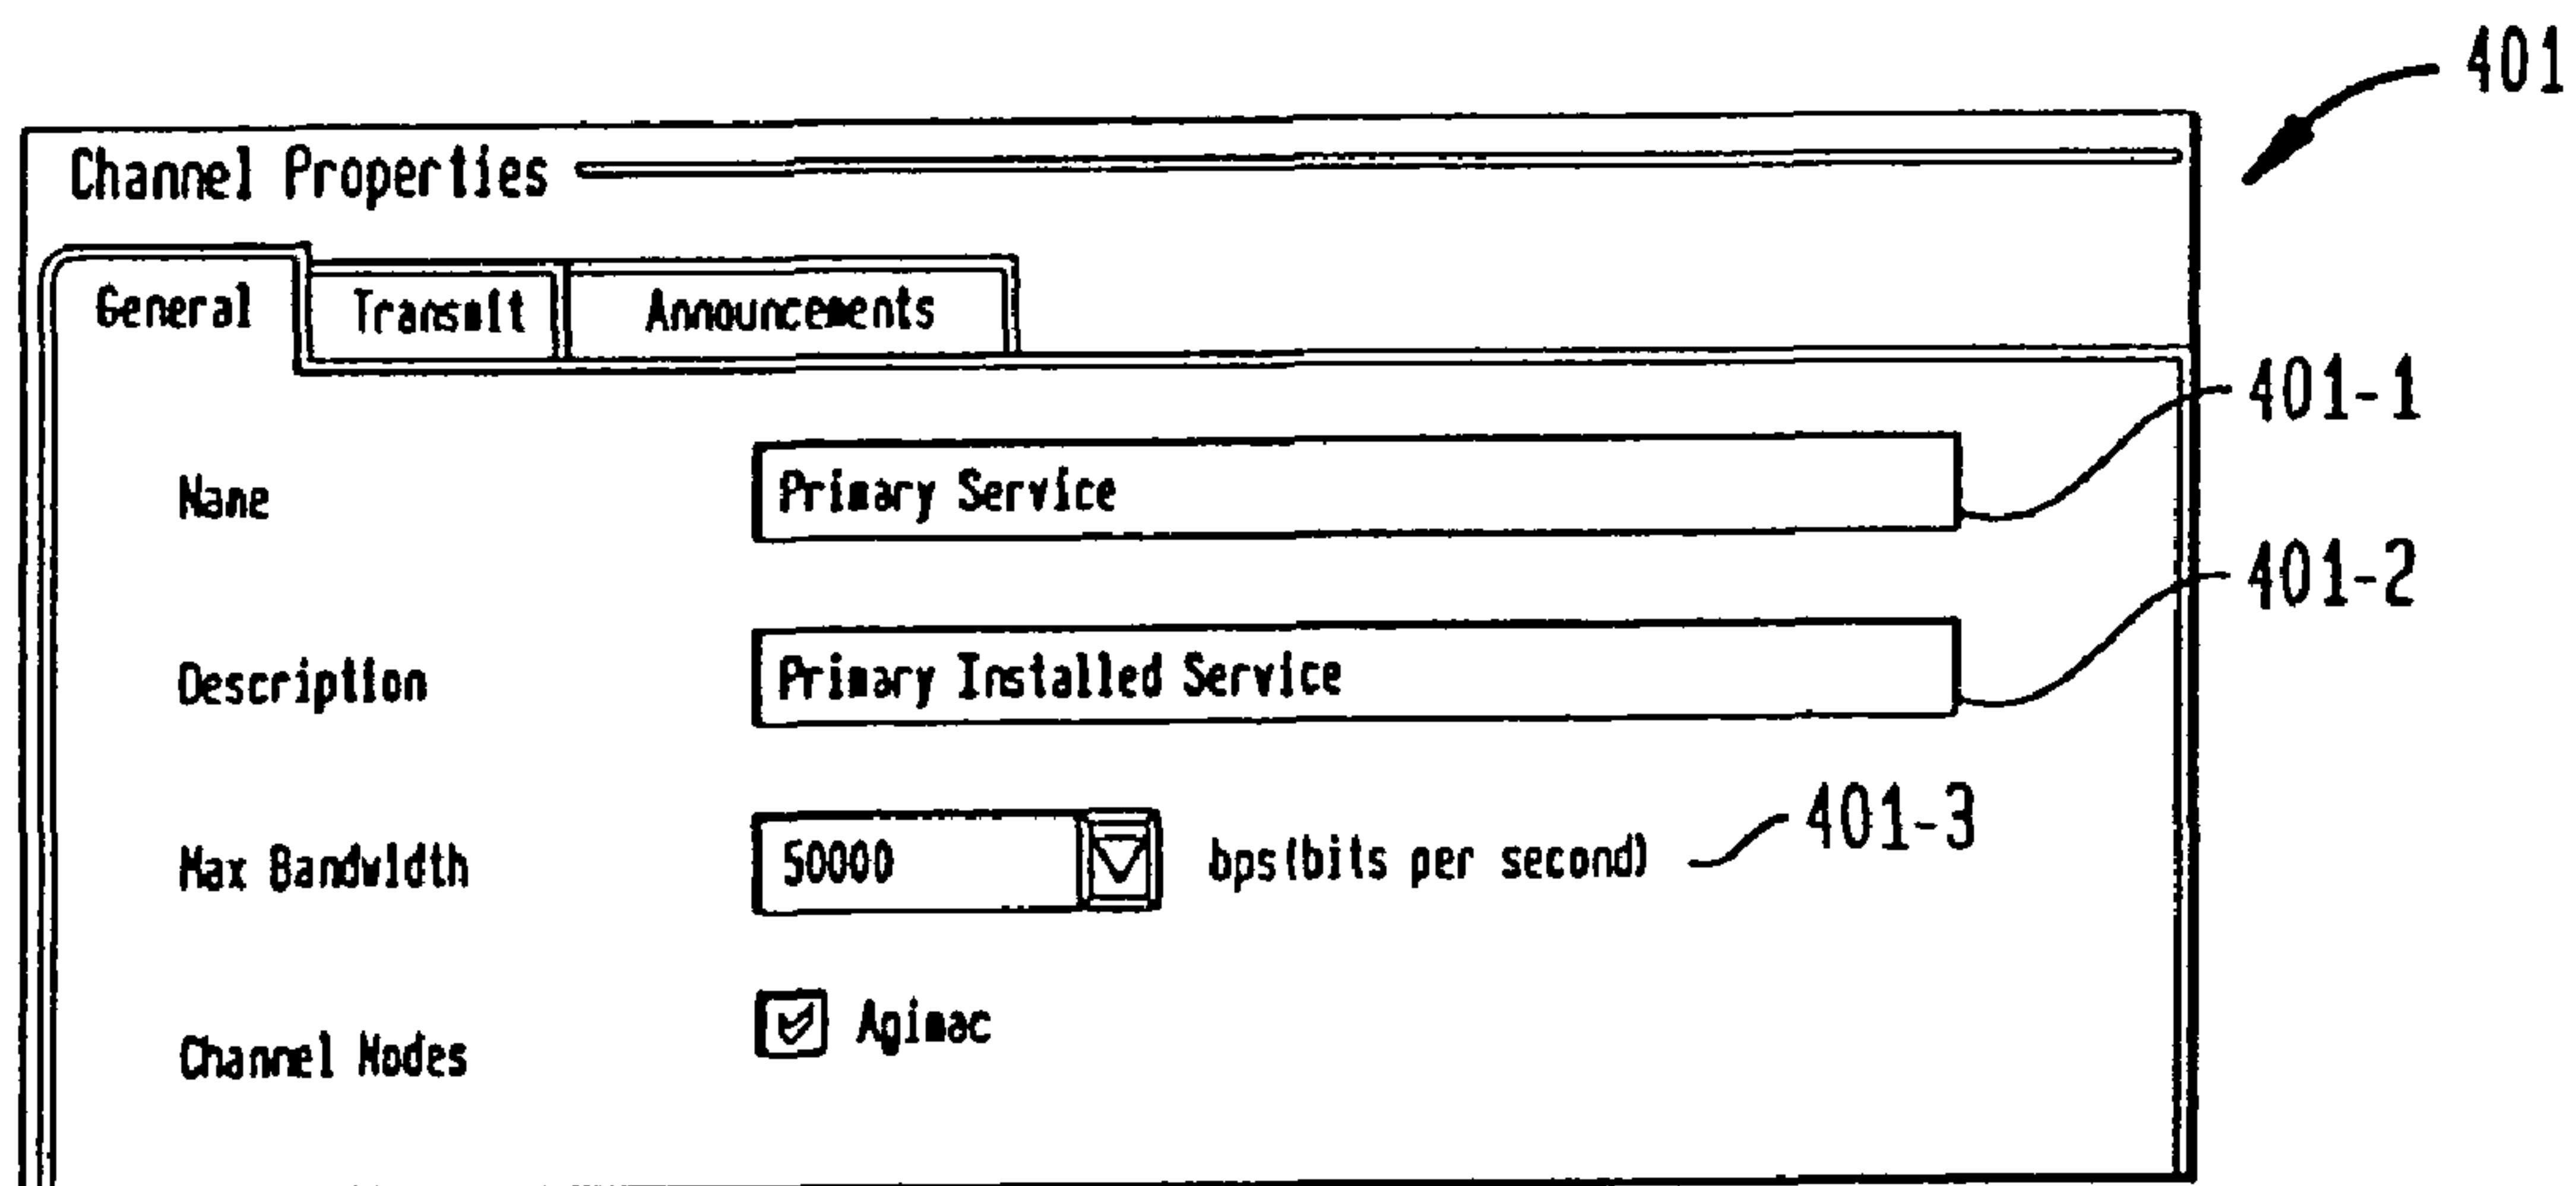 401
Channel Properties
General Transmit Announcements
401-1
Name Primary Service
401-2
Description Primary Installed Service
Max Bandwidth 50000 bps(bits per second) 401-3
Channel Modes Agimac